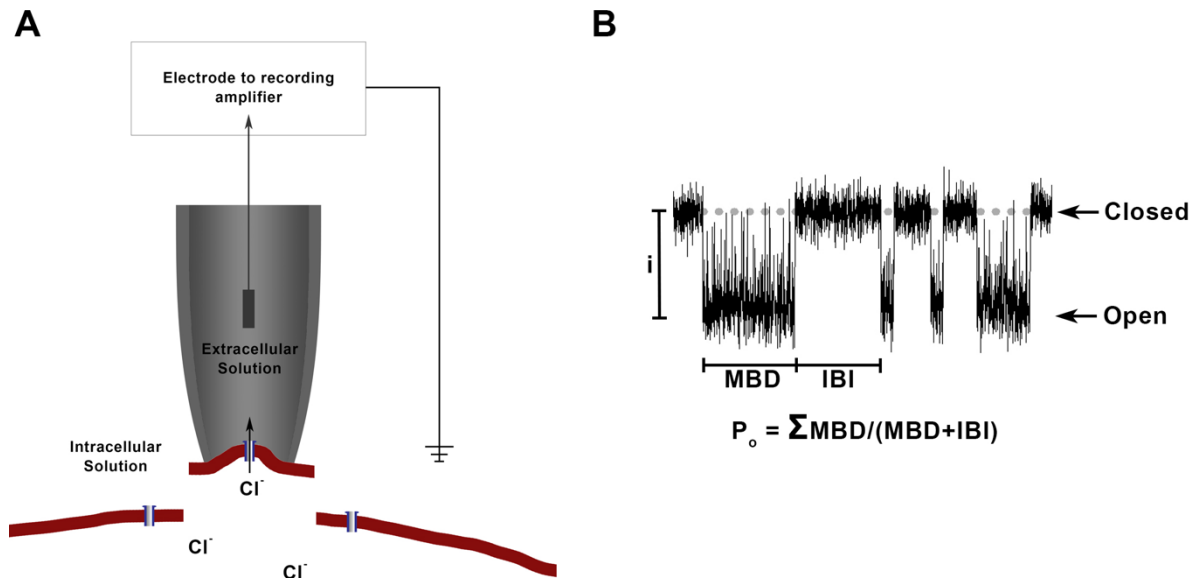 A
Electrode to recording
amplifier
Extracellular
Solution
Intracellular
Solution
Cl⁻
Cl⁻
Cl⁻
B
Closed
i
Open
MBD
IBI
Pₒ = ΣMBD/(MBD+IBI)